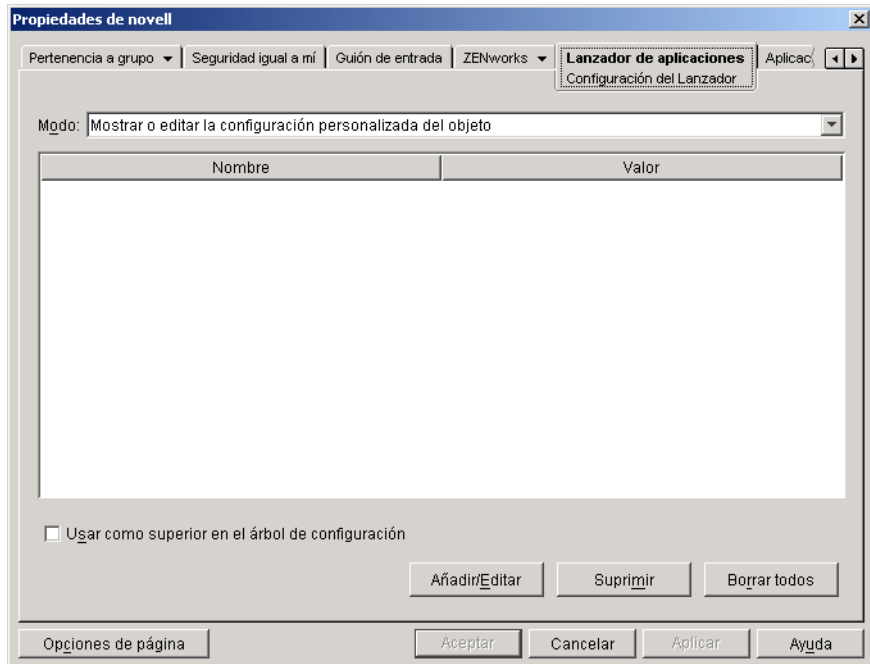 Propiedades de novell
Pertenencia a grupo Seguridad igual a mí Guión de entrada ZENworks Lanzador de aplicaciones Aplicac
Configuración del Lanzador
Modo: Mostrar o editar la configuración personalizada del objeto
Nombre Valor
Usar como superior en el árbol de configuración
Añadir/Editar Suprimir Borrar todos
Opciones de página Aceptar Cancelar Aplicar Ayuda